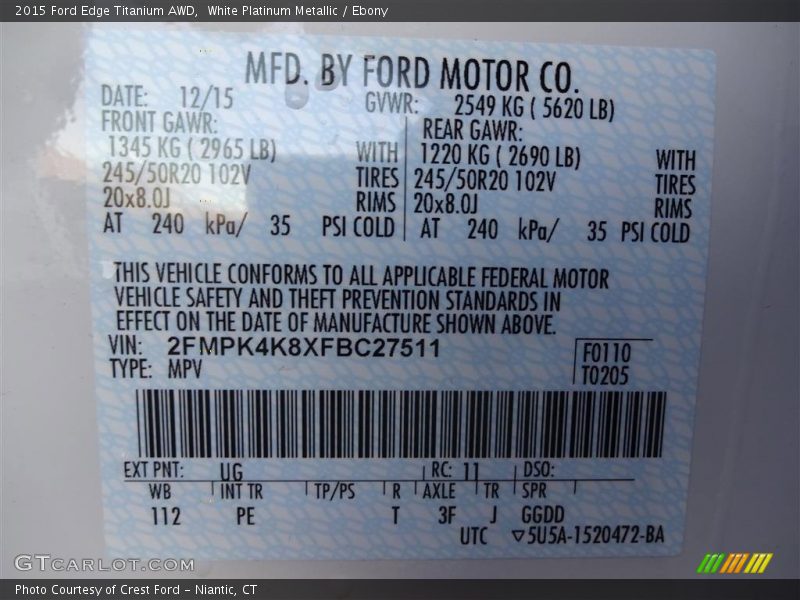 2015 Ford Edge Titanium AWD,  White Platinum Metallic / Ebony
MFD. BY FORD MOTOR CO.
DATE: 12/15 GVWR: 2549 KG ( 5620 LB)
FRONT GAWR: REAR GAWR:
1345 KG ( 2965 LB) WITH 1220 KG ( 2690 LB) WITH
245/50R20 102V TIRES 245/50R20 102V TIRES
20x8.0J RIMS 20x8.0J RIMS
AT 240 kPa/ 35 PSI COLD AT 240 kPa/ 35 PSI COLD
THIS VEHICLE CONFORMS TO ALL APPLICABLE FEDERAL MOTOR
VEHICLE SAFETY AND THEFT PREVENTION STANDARDS IN
EFFECT ON THE DATE OF MANUFACTURE SHOWN ABOVE.
VIN: 2FMPK4K8XFBC27511 F0110
TYPE: MPV T0205
EXT PNT: UG RC: 11 DSO:
WB INT TR TP/PS R AXLE TR SPR
112 PE T 3F J GGDD
UTC ▽5U5A-1520472-BA
GTCARLOT.COM
Photo Courtesy of Crest Ford - Niantic, CT